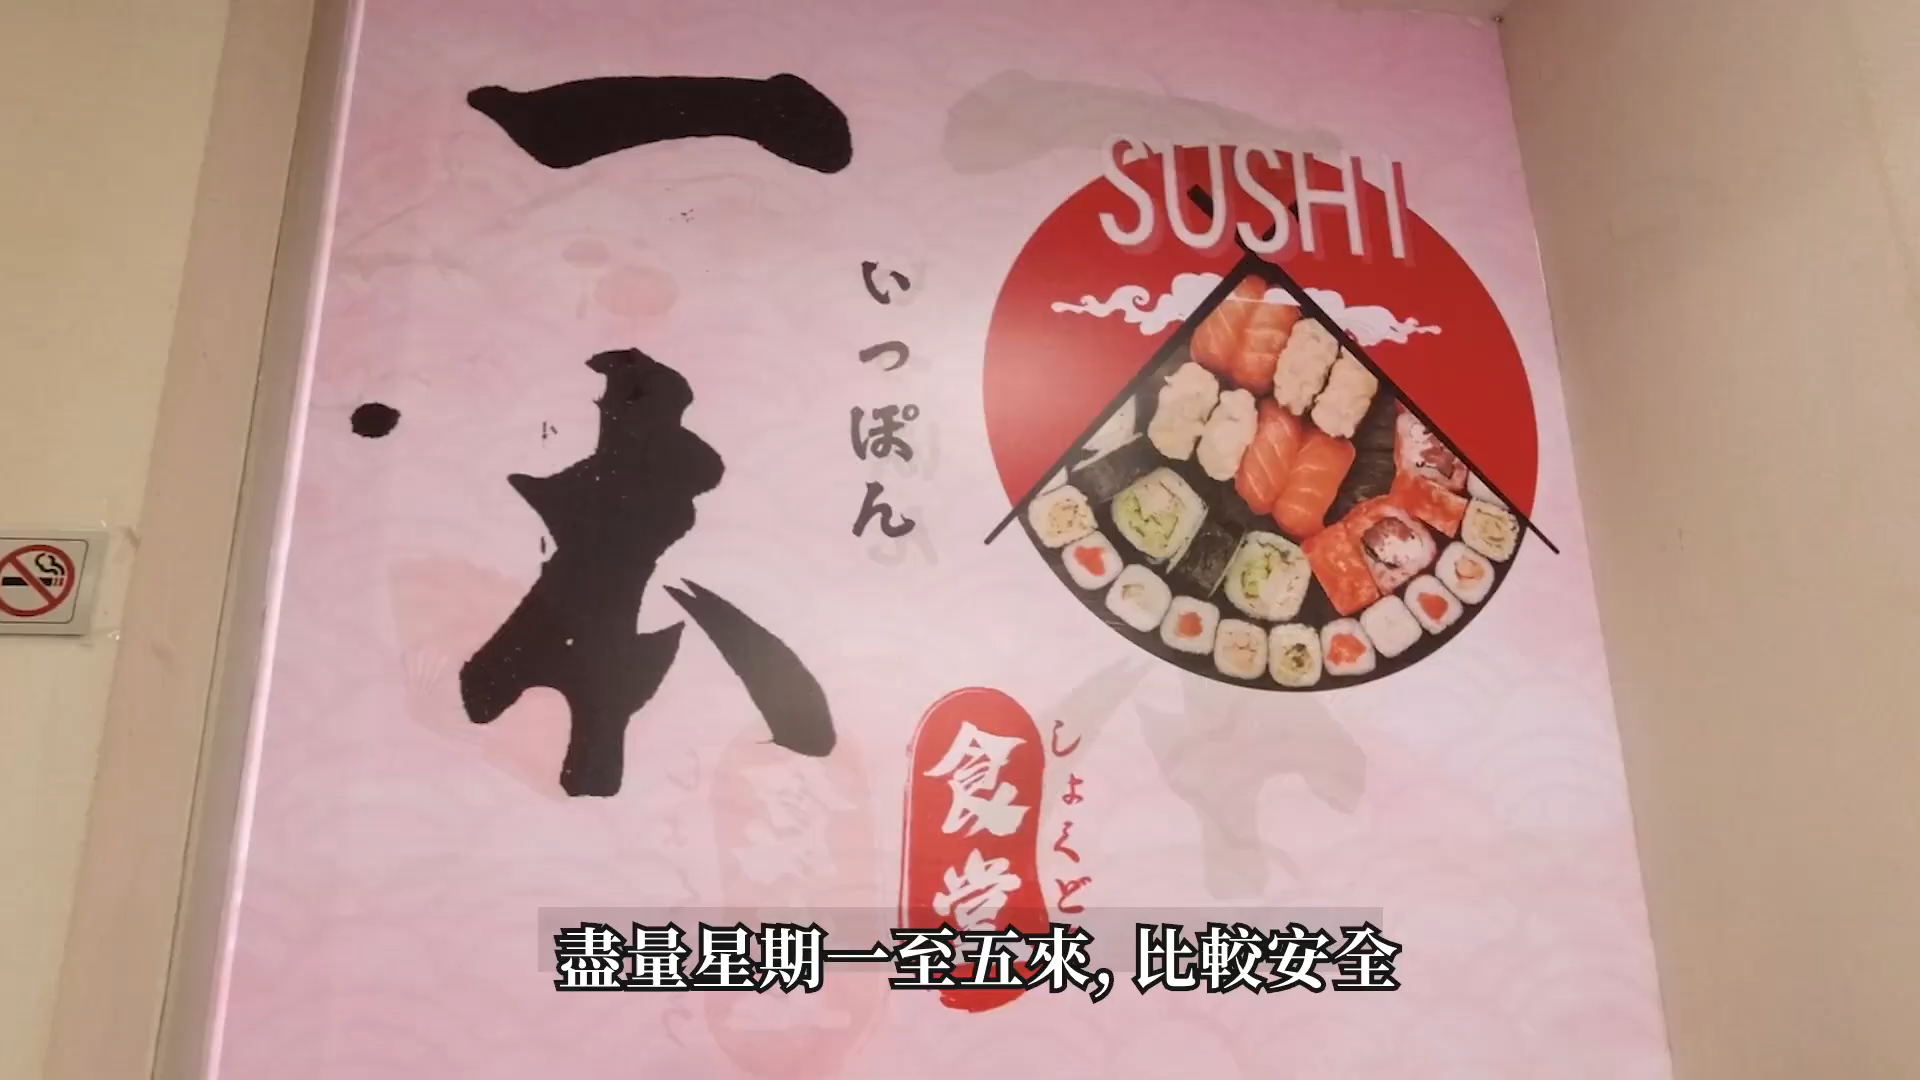 一本
いっぽん
SUSHI
食堂
しょくど
盡量星期一至五來, 比較安全